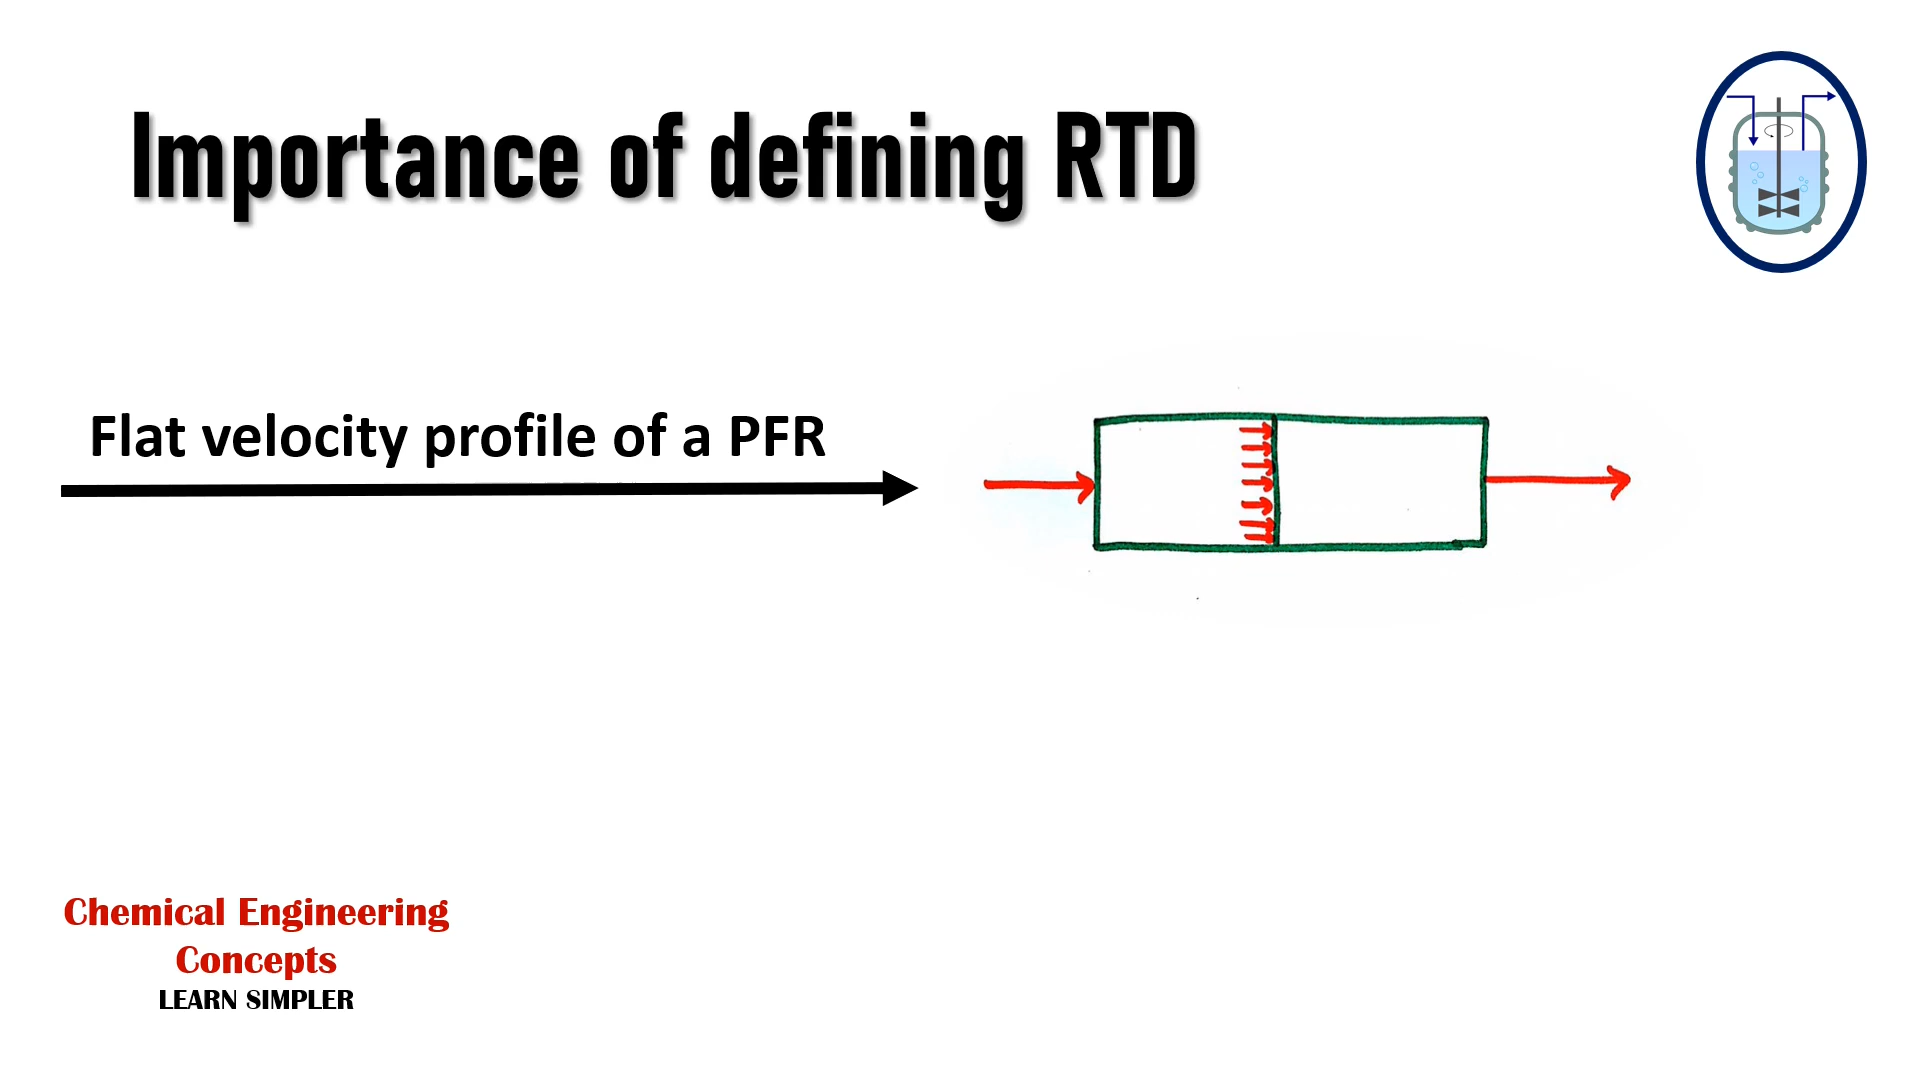 Importance of defining RTD
Flat velocity profile of a PFR
Chemical Engineering
Concepts
LEARN SIMPLER